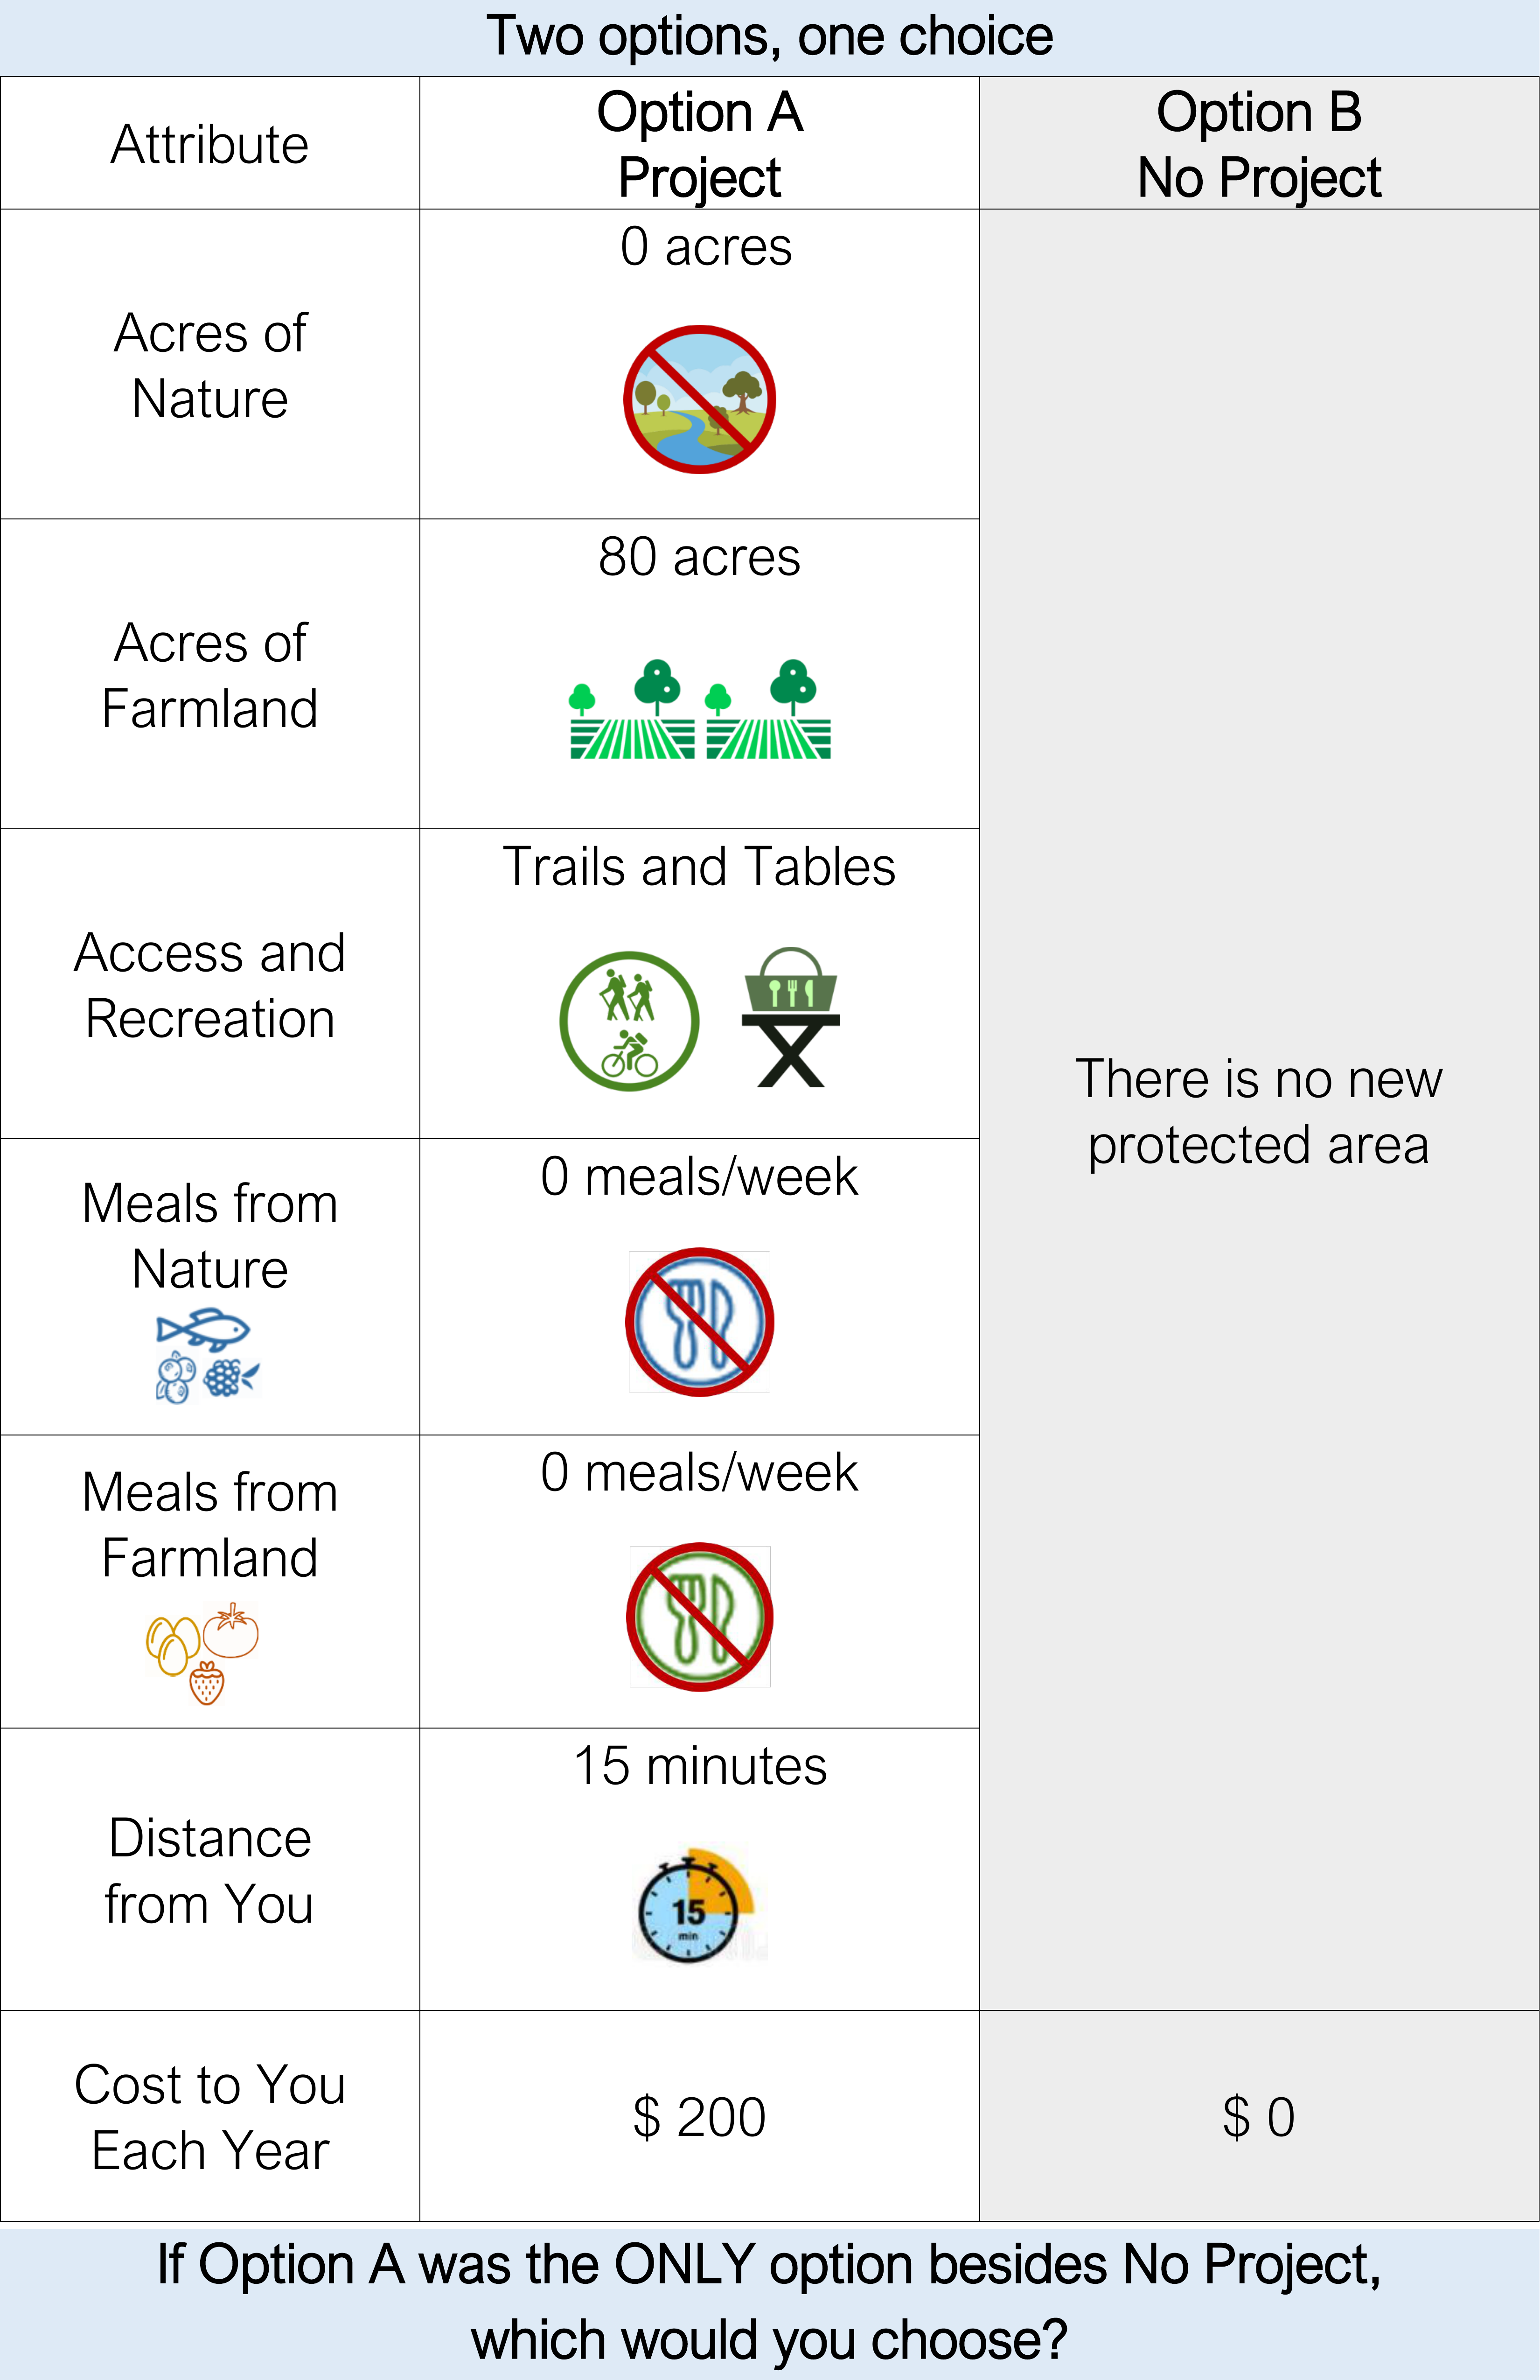 Two options, one choice
Attribute
Option A
Project
Option B
No Project
Acres of
Nature
0 acres
Acres of
Farmland
80 acres
Access and
Recreation
Trails and Tables
There is no new
protected area
Meals from
Nature
0 meals/week
Meals from
Farmland
0 meals/week
Distance
from You
15 minutes
15
min
Cost to You
Each Year
$ 200
$ 0
If Option A was the ONLY option besides No Project,
which would you choose?